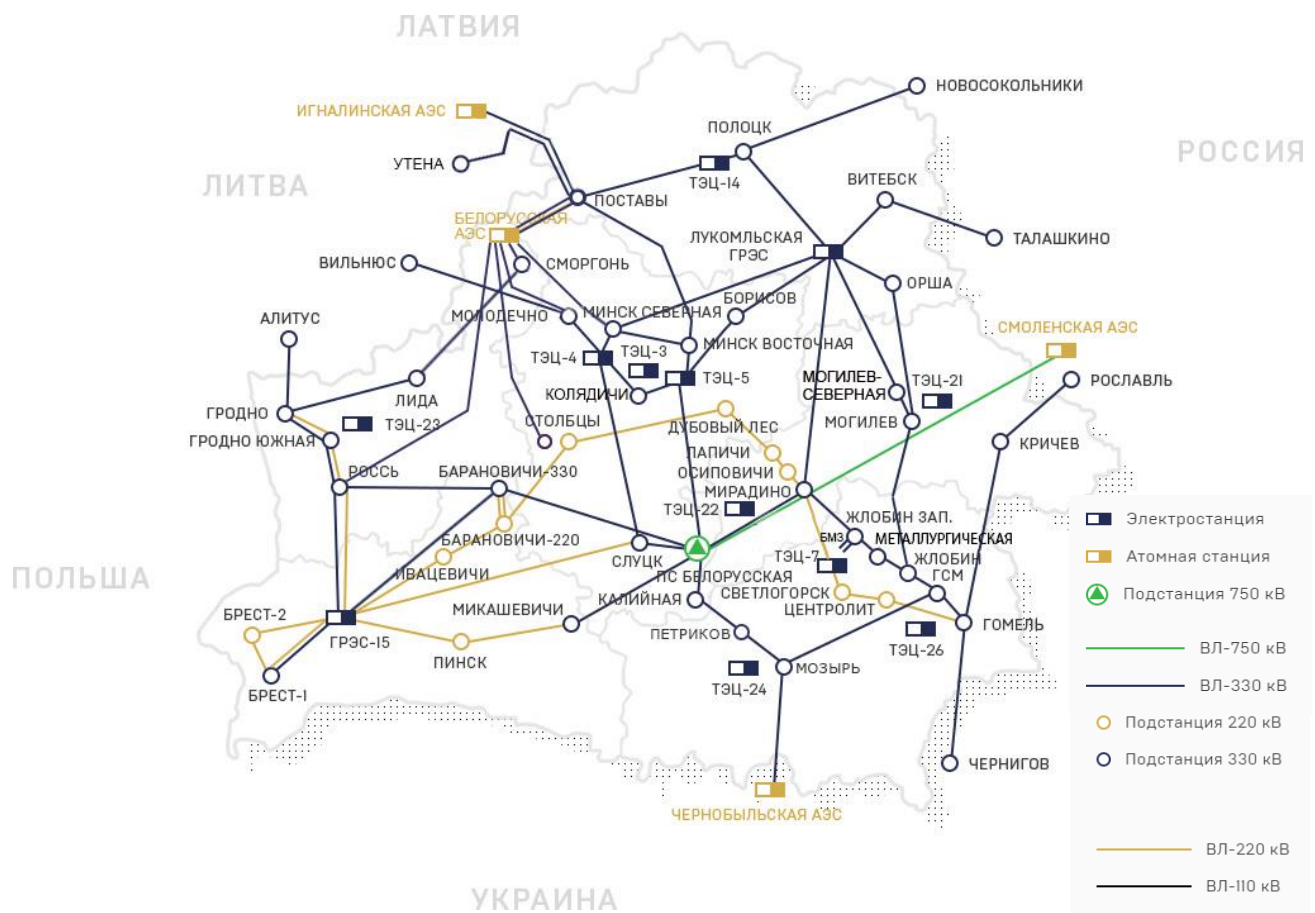 ЛАТВИЯ
НОВОСОКОЛЬНИКИ
ИГНАЛИНСКАЯ АЭС
ПОЛОЦК
РОССИЯ
УТЕНА
ТЭЦ-14
ВИТЕБСК
ЛИТВА
ПОСТАВЫ
БЕЛОРУССКАЯ
АЭС
ЛУКОМЛЬСКАЯ
ГРЭС
ТАЛАШКИНО
ВИЛЬНЮС
СМОРГОНЬ
ОРША
БОРИСОВ
АЛИТУС
МОЛОДЕЧНО
МИНСК СЕВЕРНАЯ
СМОЛЕНСКАЯ АЭС
МИНСК ВОСТОЧНАЯ
ТЭЦ-4
ТЭЦ-3
ТЭЦ-5
МОГИЛЕВ-
СЕВЕРНАЯ
ТЭЦ-21
РОСЛАВЛЬ
КОЛЯДИЧИ
ЛИДА
ГРОДНО
ТЭЦ-23
СТОЛБЦЫ
ДУБОВЫЙ ЛЕС
МОГИЛЕВ
ГРОДНО ЮЖНАЯ
КРИЧЕВ
ЛАПИЧИ
РОССЬ
БАРАНОВИЧИ-330
ОСИПОВИЧИ
МИРАДИНО
ТЭЦ-22
ЖЛОБИН ЗАП.
Электростанция
БМЗ
МЕТАЛЛУРГИЧЕСКАЯ
БАРАНОВИЧИ-220
ТЭЦ-7
ЖЛОБИН
Атомная станция
СЛУЦК
ИВАЦЕВИЧИ
ПС БЕЛОРУССКАЯ
ГСМ
ПОЛЬША
СВЕТЛОГОРСК
Подстанция 750 кВ
КАЛИЙНАЯ
БРЕСТ-2
МИКАШЕВИЧИ
ЦЕНТРОЛИТ
ГОМЕЛЬ
ПЕТРИКОВ
ГРЭС-15
ТЭЦ-26
ВЛ-750 кВ
ПИНСК
МОЗЫРЬ
ВЛ-330 кВ
БРЕСТ-1
ТЭЦ-24
Подстанция 220 кВ
Подстанция 330 кВ
ЧЕРНИГОВ
ЧЕРНОБЫЛЬСКАЯ АЭС
ВЛ-220 кВ
ВЛ-110 кВ
УКРАИНА